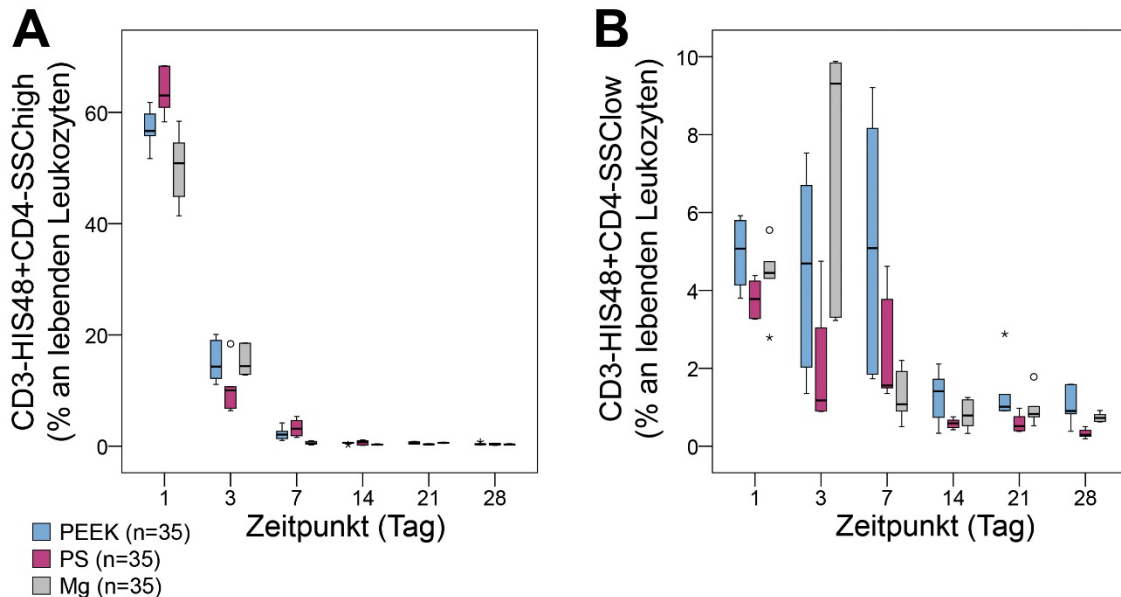 A
CD3-HIS48+CD4-SSChigh
(% an lebenden Leukozyten)
60
40
20
0
1 3 7 14 21 28
Zeitpunkt (Tag)
B
CD3-HIS48+CD4-SSClow
(% an lebenden Leukozyten)
10
8
6
4
2
0
1 3 7 14 21 28
Zeitpunkt (Tag)
PEEK (n=35)
PS (n=35)
Mg (n=35)